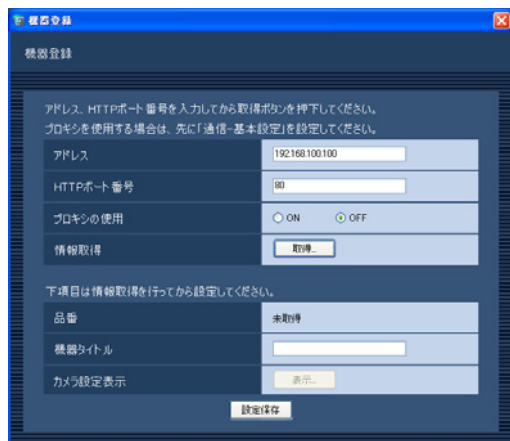 機器登録
機器登録
アドレス、HTTPポート番号を入力してから取得ボタンを押下してください。
プロキシを使用する場合は、先に「通信-基本設定」を設定してください。
アドレス 192.168.100.100
HTTPポート番号 80
プロキシの使用 ON OFF
情報取得 取得...
下項目は情報取得を行ってから設定してください。
品番 未取得
機器タイトル
カメラ設定表示 表示...
設定保存